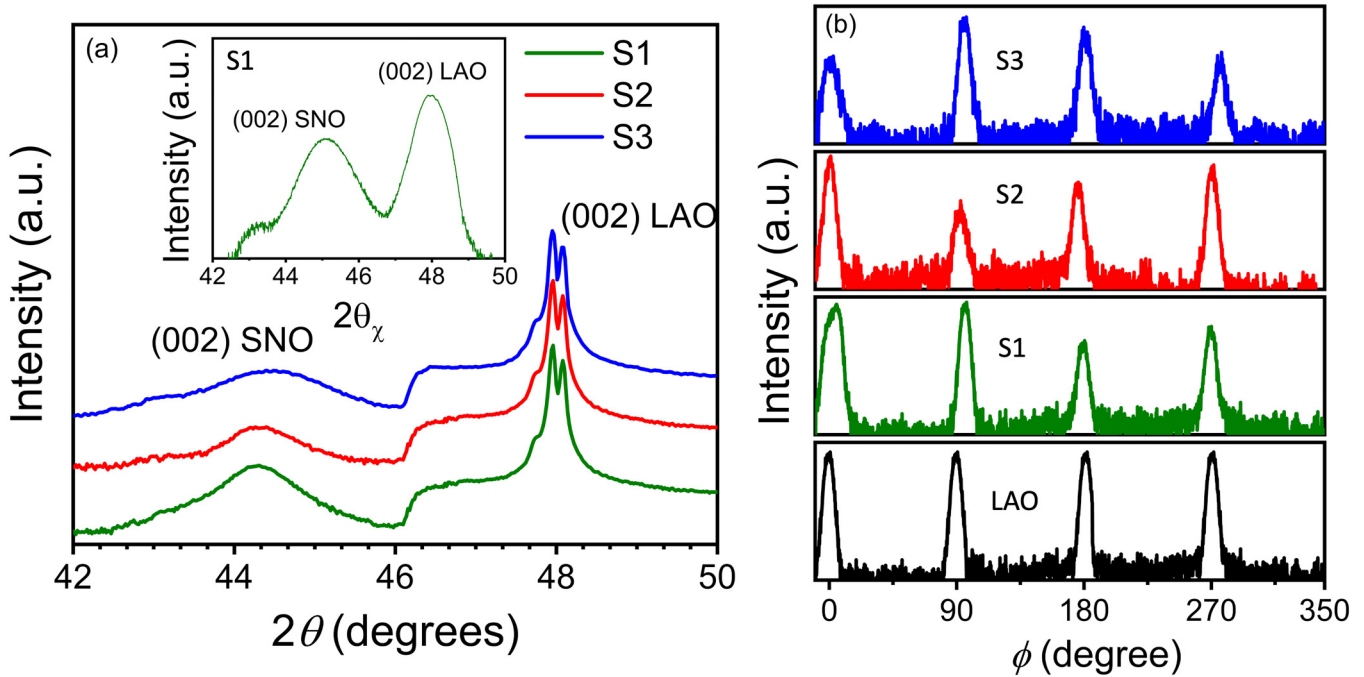 (a)
S1
S2
S3
Intensity (a.u.)
(002) LAO
(002) SNO
42
44
46
48
50
2θ (degrees)
S1
(002) LAO
(002) SNO
Intensity (a.u.)
42
44
46
48
50
2θχ
(b)
S3
S2
S1
LAO
Intensity (a.u.)
0
90
180
270
350
ϕ (degree)